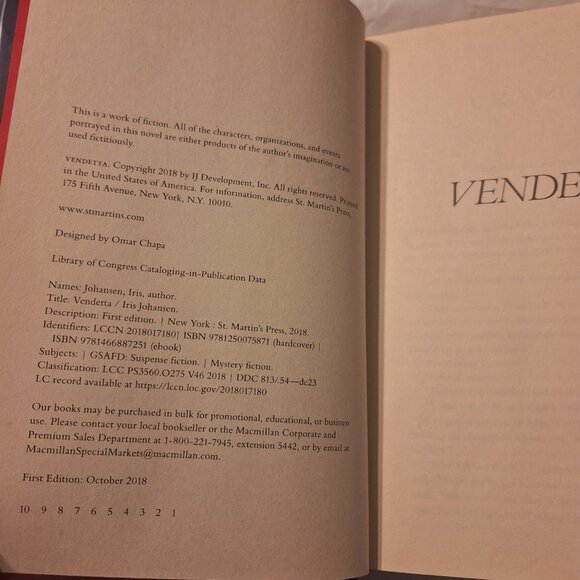 This is a work of fiction. All of the characters, organizations, and events
portrayed in this novel are either products of the author's imagination or are
used fictitiously.
VENDETTA. Copyright 2018 by IJ Development, Inc. All rights reserved. Printed
in the United States of America. For information, address St. Martin's Press,
175 Fifth Avenue, New York, N.Y. 10010.
www.stmartins.com
Designed by Omar Chapa
Library of Congress Cataloging-in-Publication Data
Names: Johansen, Iris, author.
Title: Vendetta / Iris Johansen.
Description: First edition. | New York : St. Martin's Press, 2018.
Identifiers: LCCN 2018017180| ISBN 9781250075871 (hardcover) |
ISBN 9781466887251 (ebook)
Subjects: | GSAFD: Suspense fiction. | Mystery fiction.
Classification: LCC PS3560.O275 V46 2018 | DDC 813/.54—dc23
LC record available at https://lccn.loc.gov/2018017180
Our books may be purchased in bulk for promotional, educational, or business
use. Please contact your local bookseller or the Macmillan Corporate and
Premium Sales Department at 1-800-221-7945, extension 5442, or by email at
MacmillanSpecialMarkets@macmillan.com.
First Edition: October 2018
10 9 8 7 6 5 4 3 2 1
VENDE